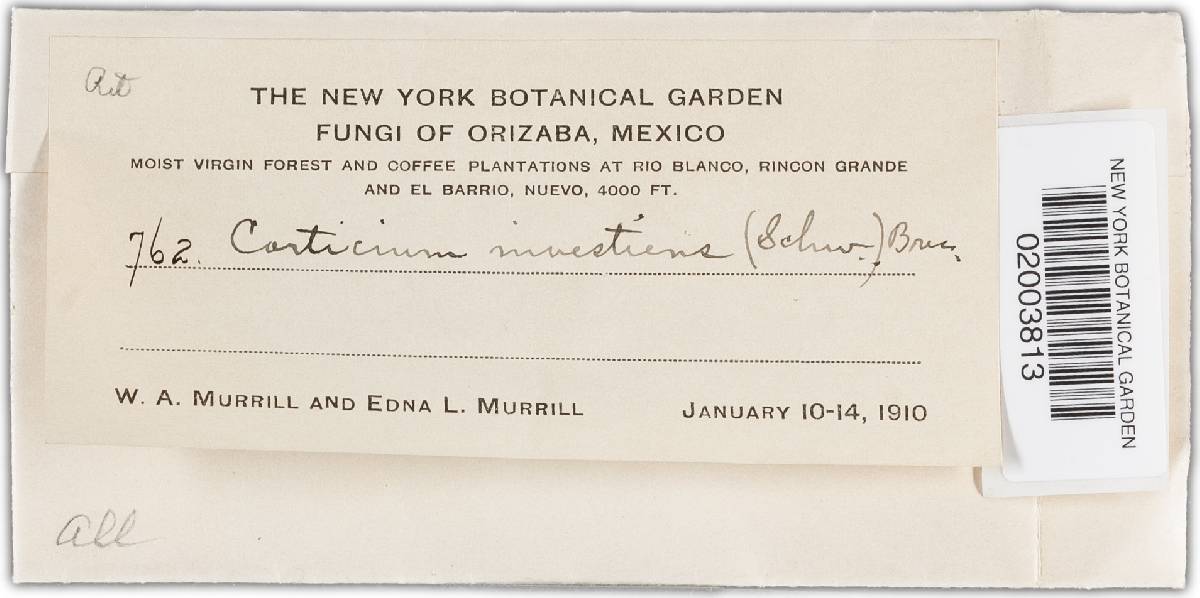 Ret
THE NEW YORK BOTANICAL GARDEN
FUNGI OF ORIZABA, MEXICO
MOIST VIRGIN FOREST AND COFFEE PLANTATIONS AT RIO BLANCO, RINCON GRANDE
AND EL BARRIO, NUEVO, 4000 FT.
762. Corticium investiens (Schw.) Bres.
W. A. MURRILL AND EDNA L. MURRILL
JANUARY 10-14, 1910
all
NEW YORK BOTANICAL GARDEN
02003813